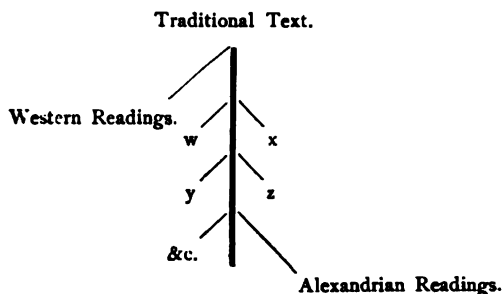 Traditional Text.
Western Readings.
w x
y z
&c.
Alexandrian Readings.